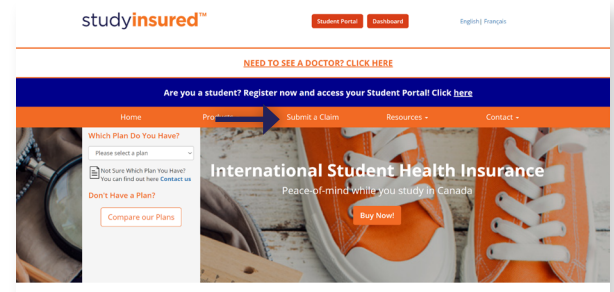 studyinsured™
Student Portal Dashboard English| Français
NEED TO SEE A DOCTOR? CLICK HERE
Are you a student? Register now and access your Student Portal! Click here
Home Products Submit a Claim Resources Contact
Which Plan Do You Have?
Please select a plan
Not Sure Which Plan You Have?
You can find out here Contact us
Don't Have a Plan?
Compare our Plans
International Student Health Insurance
Peace-of-mind while you study in Canada
Buy Now!